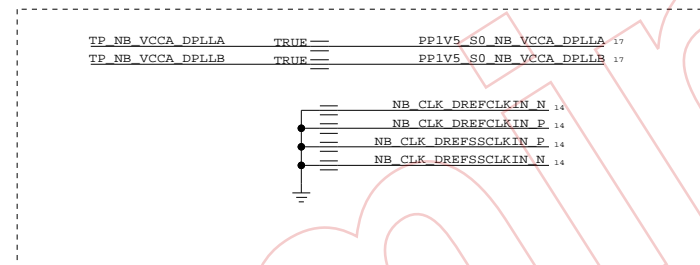 TP_NB_VCCA_DPLLA TRUE PP1V5_S0_NB_VCCA_DPLLA 17
TP_NB_VCCA_DPLLB TRUE PP1V5_S0_NB_VCCA_DPLLB 17
NB_CLK_DREFCLKIN_N 14
NB_CLK_DREFCLKIN_P 14
NB_CLK_DREFSSCLKIN_P 14
NB_CLK_DREFSSCLKIN_N 14